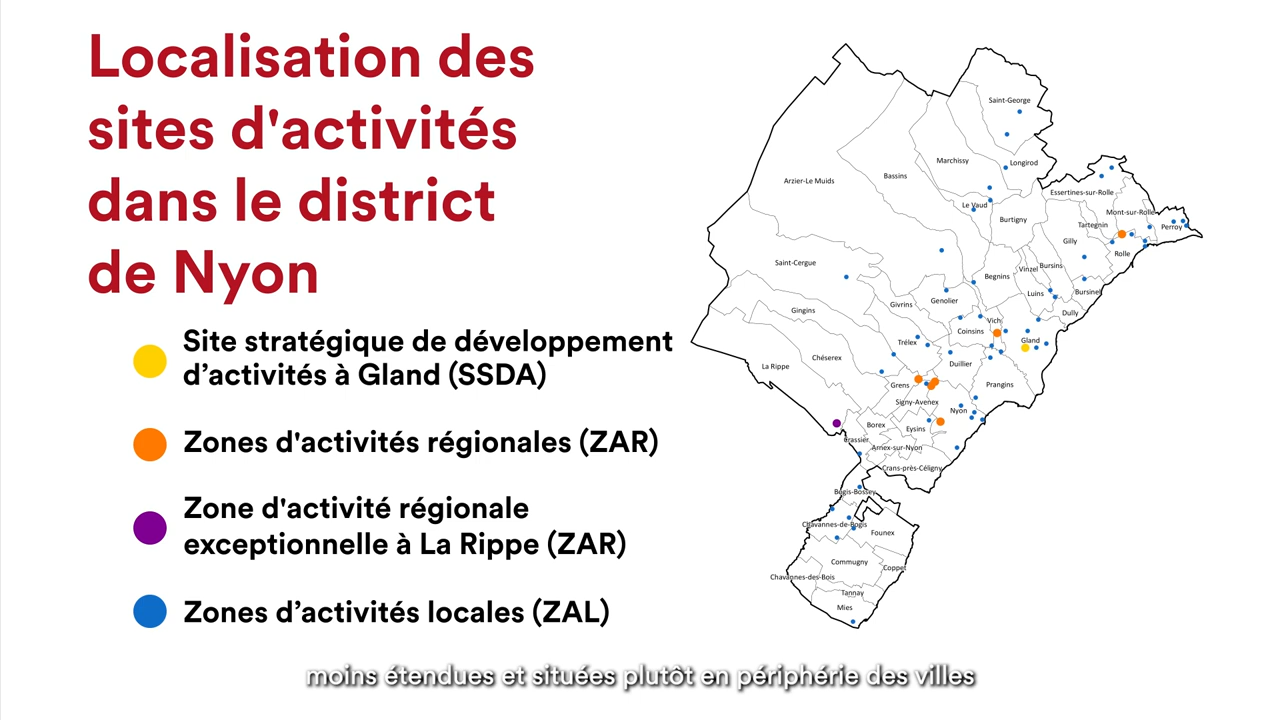 Localisation des
sites d'activités
dans le district
de Nyon
Site stratégique de développement
d’activités à Gland (SSDA)
Zones d'activités régionales (ZAR)
Zone d'activité régionale
exceptionnelle à La Rippe (ZAR)
Zones d’activités locales (ZAL)
Saint-George
Marchissy
Longirod
Bassins
Arzier-Le Muids
Essertines-sur-Rolle
Le Vaud
Mont-sur-Rolle
Burtigny
Tartegnin
Perroy
Gilly
Rolle
Saint-Cergue
Vinzel
Bursins
Begnins
Luins
Bursinel
Givrins
Genolier
Gingins
Dully
Vich
Coinsins
Trélex
Gland
Chéserex
Duillier
La Rippe
Grens
Prangins
Signy-Avenex
Nyon
Borex
Eysins
Crassier
Arnex-sur-Nyon
Crans-près-Céligny
Bogis-Bossey
Chavannes-de-Bogis
Founex
Commugny
Coppet
Chavannes-des-Bois
Tannay
Mies
moins étendues et situées plutôt en périphérie des villes